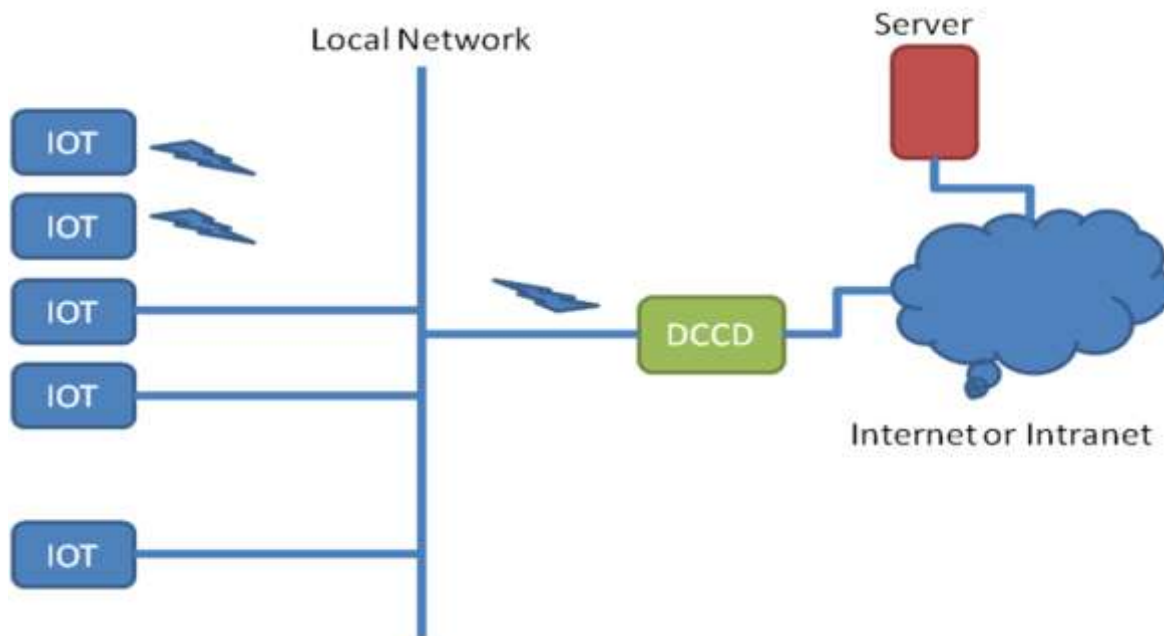 Local Network
Server
IOT
IOT
IOT
IOT
IOT
DCCD
Internet or Intranet